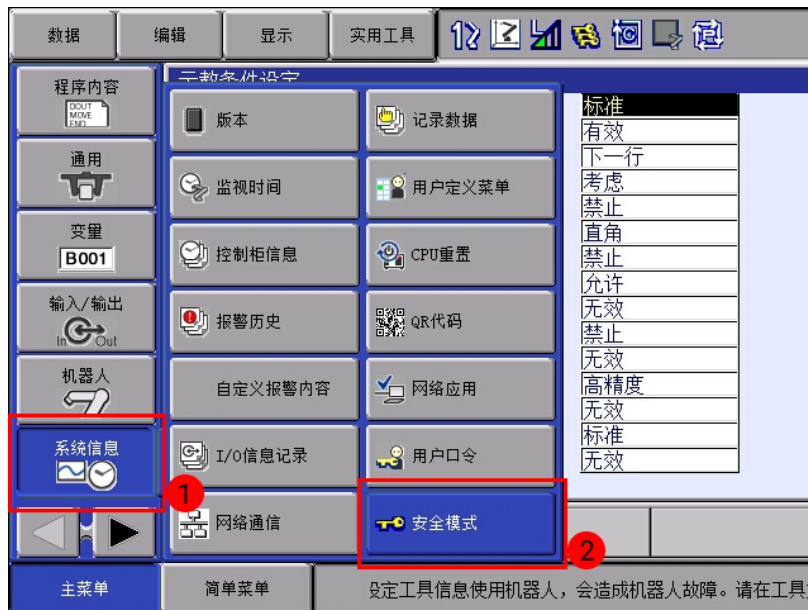 数据
编辑
显示
实用工具
示教条件设定
程序内容
DOUT
MOVE
END
通用
变量
B001
输入/输出
In Out
机器人
系统信息
1
版本
记录数据
监视时间
用户定义菜单
控制柜信息
CPU重置
报警历史
QR代码
自定义报警内容
网络应用
I/O信息记录
用户口令
网络通信
安全模式
2
标准
有效
下一行
考虑
禁止
直角
禁止
允许
无效
禁止
无效
高精度
无效
标准
无效
主菜单
简单菜单
设定工具信息使用机器人，会造成机器人故障。请在工具